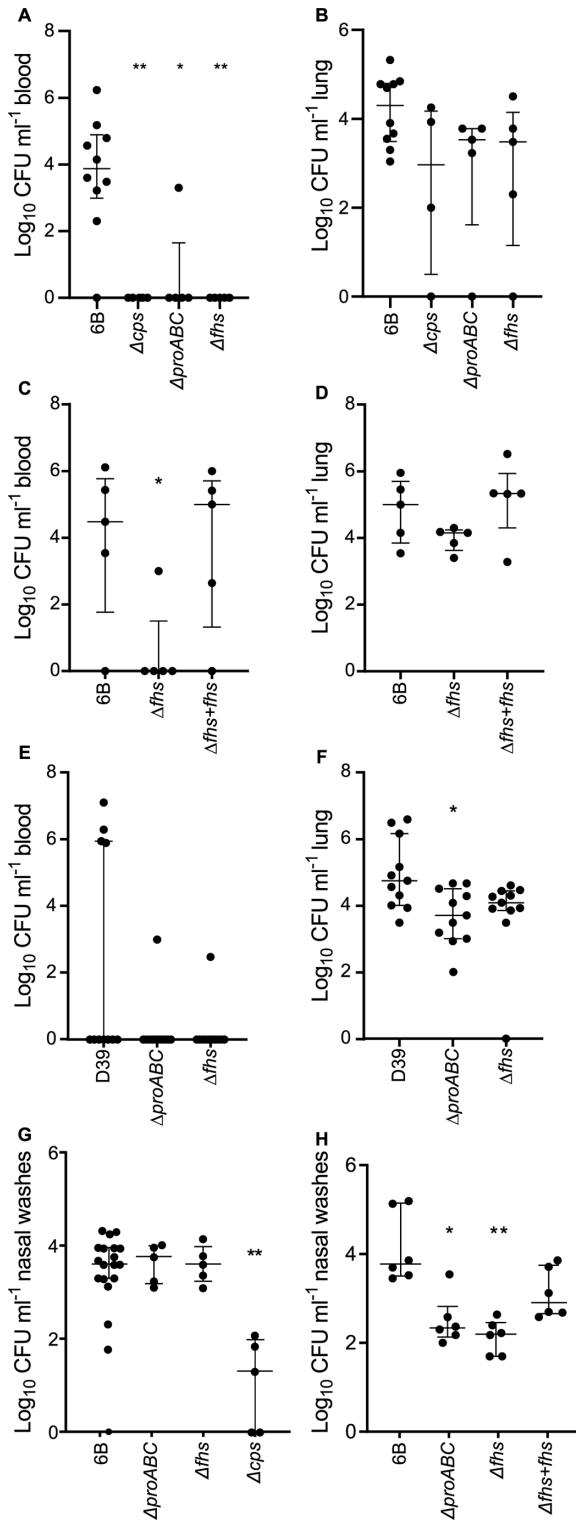 A
Log10 CFU ml-1 blood
8
6
4
2
0
** * **
6B Δcps ΔproABC Δfhs
B
Log10 CFU ml-1 lung
6
4
2
0
6B Δcps ΔproABC Δfhs
C
Log10 CFU ml-1 blood
8
6
4
2
0
*
6B Δfhs Δfhs+fhs
D
Log10 CFU ml-1 lung
8
6
4
2
0
6B Δfhs Δfhs+fhs
E
Log10 CFU ml-1 blood
8
6
4
2
0
D39 ΔproABC Δfhs
F
Log10 CFU ml-1 lung
8
6
4
2
0
*
D39 ΔproABC Δfhs
G
Log10 CFU ml-1 nasal washes
6
4
2
0
**
6B ΔproABC Δfhs Δcps
H
Log10 CFU ml-1 nasal washes
6
4
2
0
* **
6B ΔproABC Δfhs Δfhs+fhs